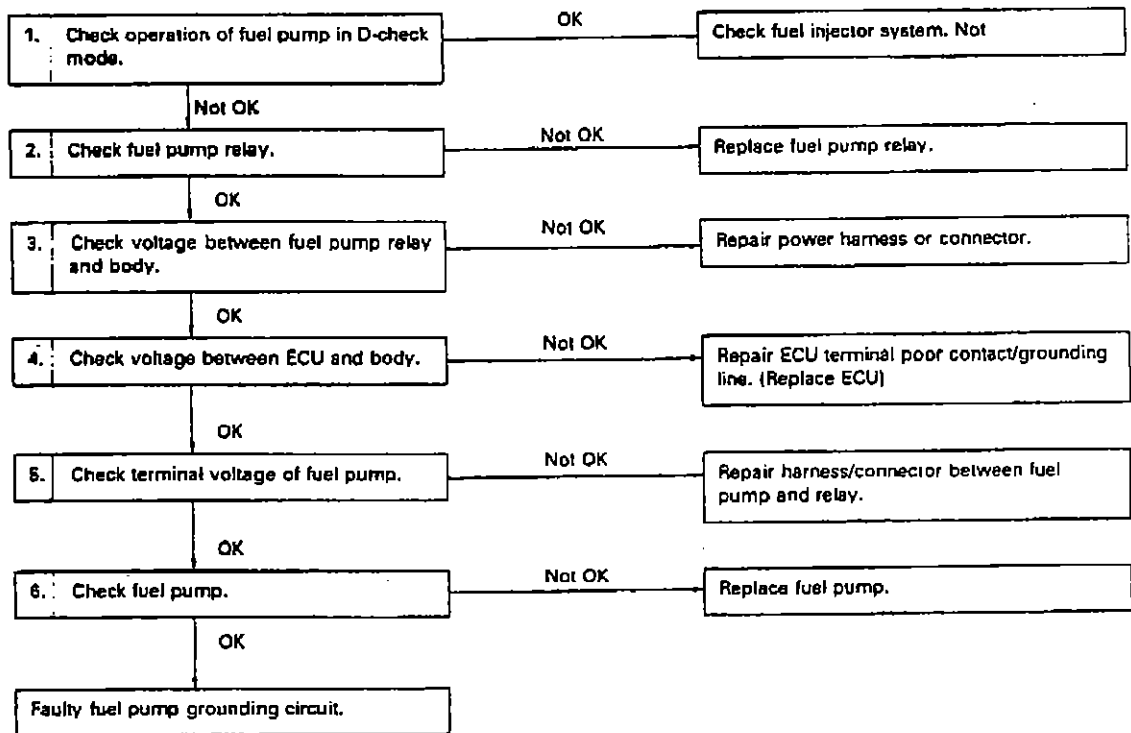 1. Check operation of fuel pump in D-check
mode.
OK
Check fuel injector system. Not
Not OK
2. Check fuel pump relay.
Not OK
Replace fuel pump relay.
OK
3. Check voltage between fuel pump relay
and body.
Not OK
Repair power harness or connector.
OK
4. Check voltage between ECU and body.
Not OK
Repair ECU terminal poor contact/grounding
line. (Replace ECU)
OK
5. Check terminal voltage of fuel pump.
Not OK
Repair harness/connector between fuel
pump and relay.
OK
6. Check fuel pump.
Not OK
Replace fuel pump.
OK
Faulty fuel pump grounding circuit.